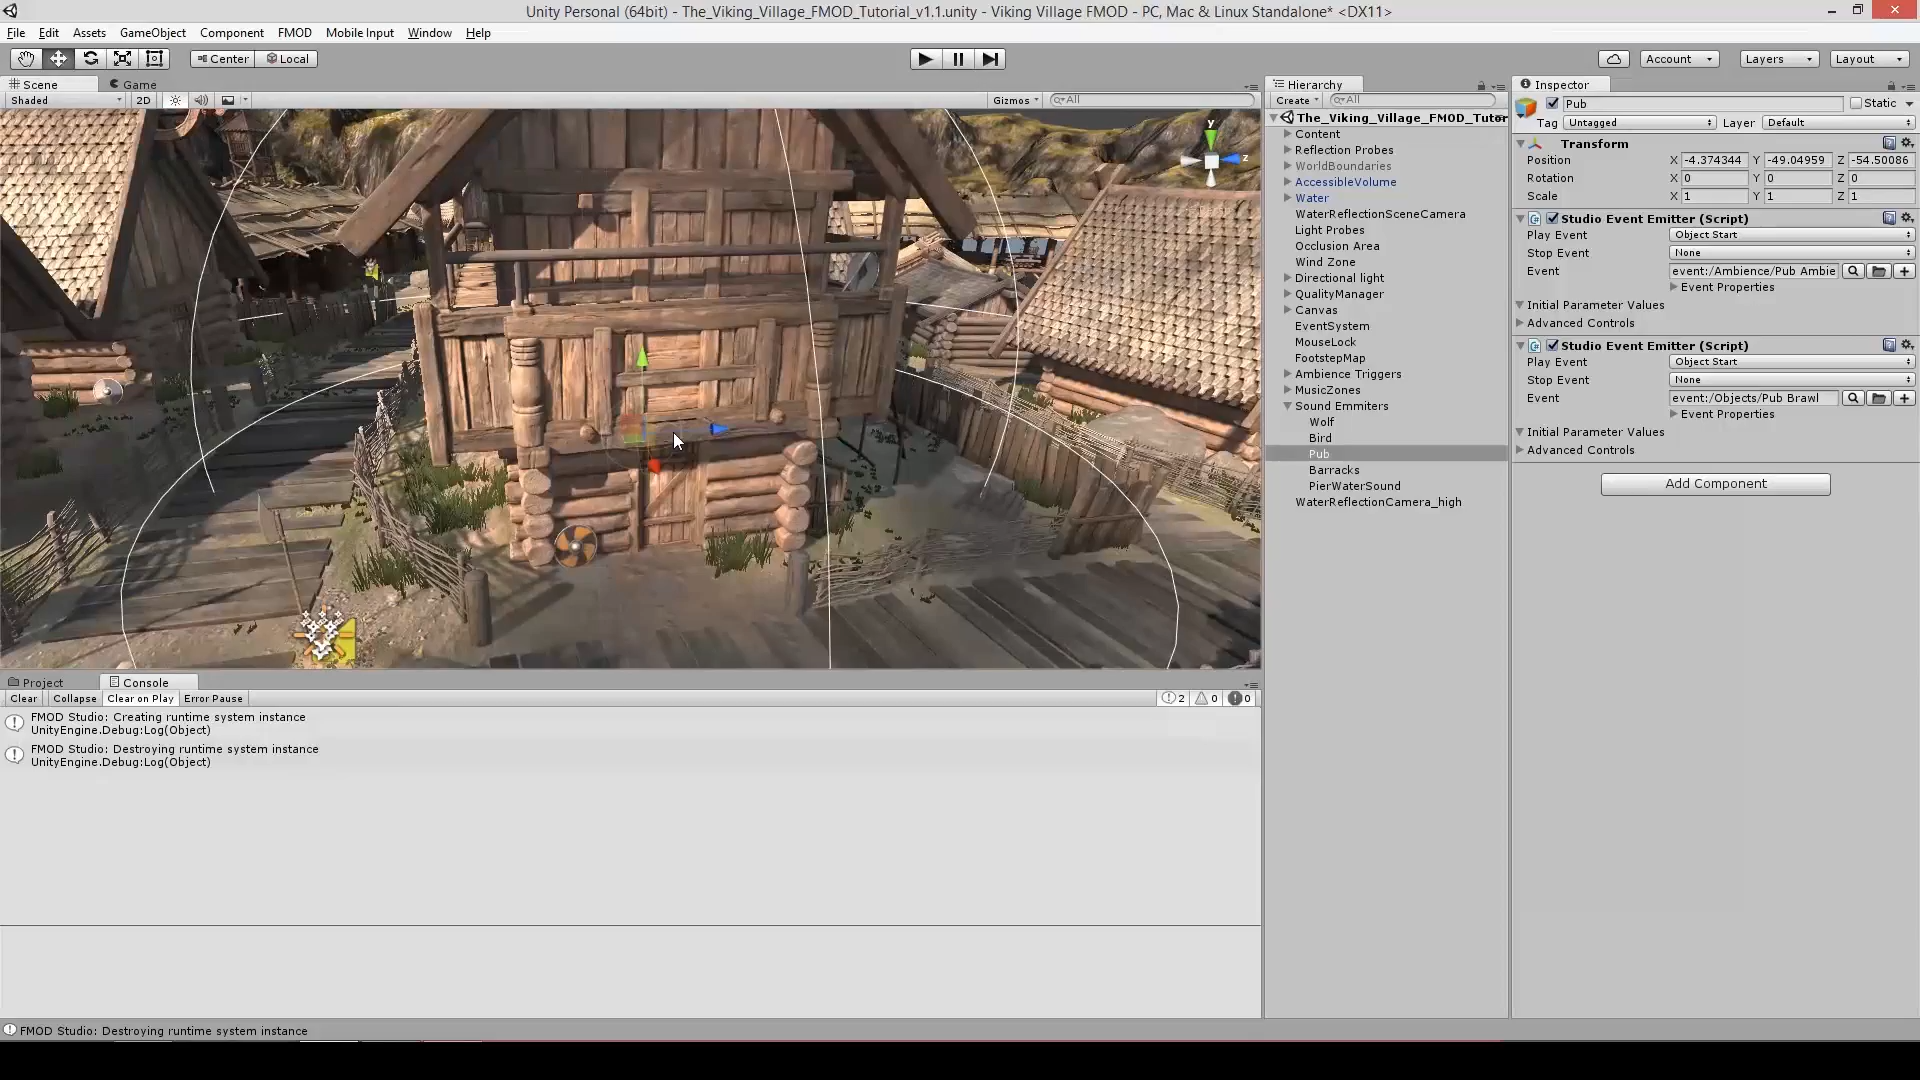 Unity Personal (64bit) - The_Viking_Village_FMOD_Tutorial_v1.1.unity - Viking Village FMOD - PC, Mac & Linux Standalone* <DX11>
File Edit Assets GameObject Component FMOD Mobile Input Window Help
Center Local Account Layers Layout
Scene Game
Shaded 2D Gizmos All
y
z
Hierarchy
Create All
The_Viking_Village_FMOD_Tutor
Content
Reflection Probes
WorldBoundaries
AccessibleVolume
Water
WaterReflectionSceneCamera
Light Probes
Occlusion Area
Wind Zone
Directional light
QualityManager
Canvas
EventSystem
MouseLock
FootstepMap
Ambience Triggers
MusicZones
Sound Emmiters
Wolf
Bird
Pub
Barracks
PierWaterSound
WaterReflectionCamera_high
Inspector
Pub Static
Tag Untagged Layer Default
Transform
Position X -4.374344 Y -49.04959 Z -54.50086
Rotation X 0 Y 0 Z 0
Scale X 1 Y 1 Z 1
Studio Event Emitter (Script)
Play Event Object Start
Stop Event None
Event event:/Ambience/Pub Ambie
Event Properties
Initial Parameter Values
Advanced Controls
Studio Event Emitter (Script)
Play Event Object Start
Stop Event None
Event event:/Objects/Pub Brawl
Event Properties
Initial Parameter Values
Advanced Controls
Add Component
Project Console
Clear Collapse Clear on Play Error Pause 2 0 0
FMOD Studio: Creating runtime system instance
UnityEngine.Debug:Log(Object)
FMOD Studio: Destroying runtime system instance
UnityEngine.Debug:Log(Object)
FMOD Studio: Destroying runtime system instance